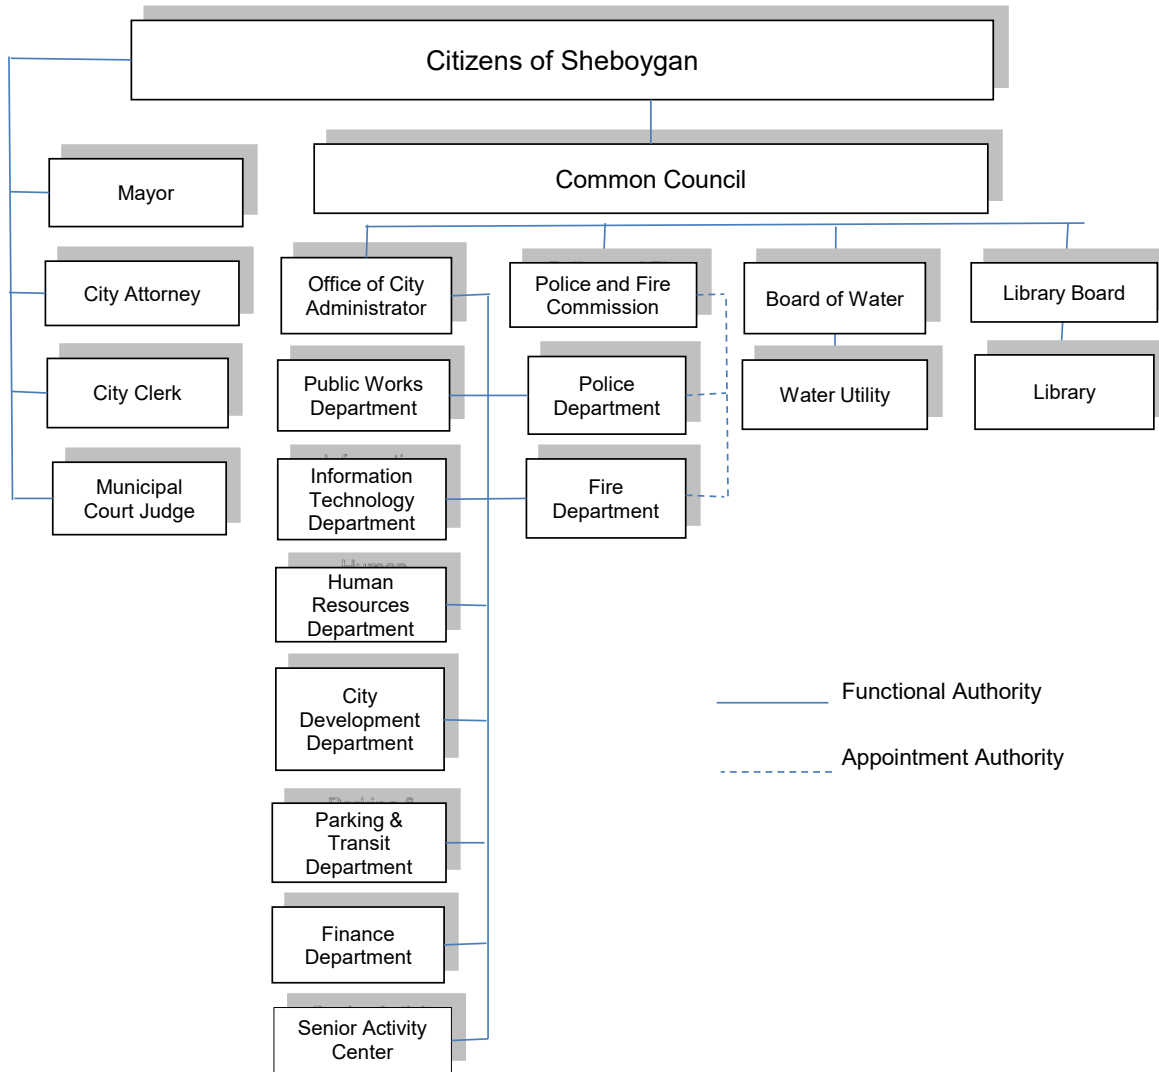 Citizens of Sheboygan
Common Council
Mayor
City Attorney
City Clerk
Municipal
Court Judge
Office of City
Administrator
Public Works
Department
Information
Technology
Department
Human
Resources
Department
City
Development
Department
Parking &
Transit
Department
Finance
Department
Senior Activity
Center
Police and Fire
Commission
Police
Department
Fire
Department
Board of Water
Water Utility
Library Board
Library
Functional Authority
Appointment Authority